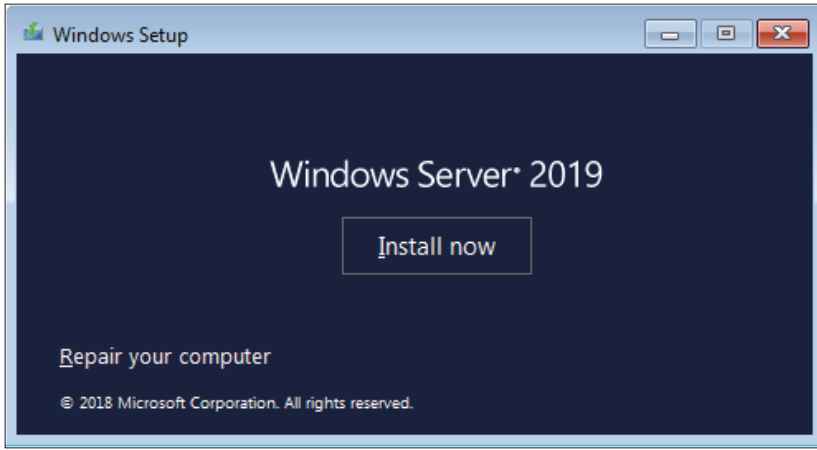 Windows Setup
Windows Server® 2019
Install now
Repair your computer
© 2018 Microsoft Corporation. All rights reserved.